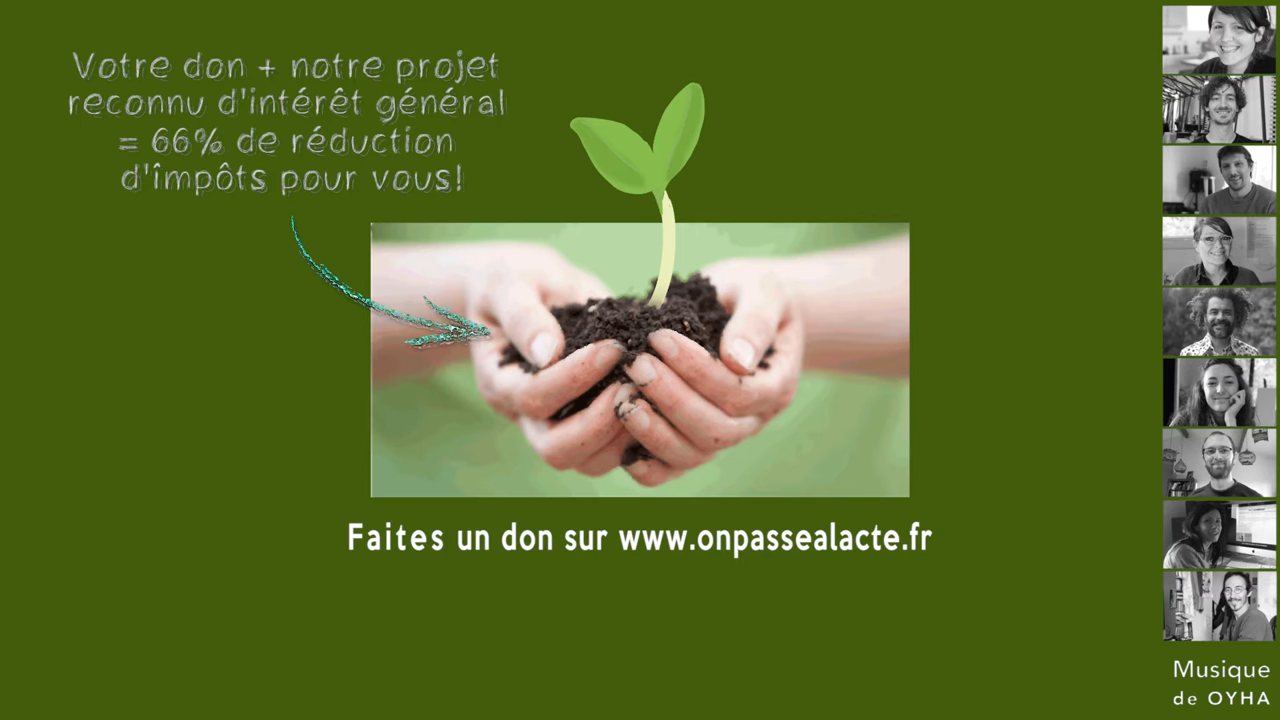 Votre don + notre projet
reconnu d'intérêt général
= 66% de réduction
d'impôts pour vous!
Faites un don sur www.onpassealacte.fr
Musique
de OYHA